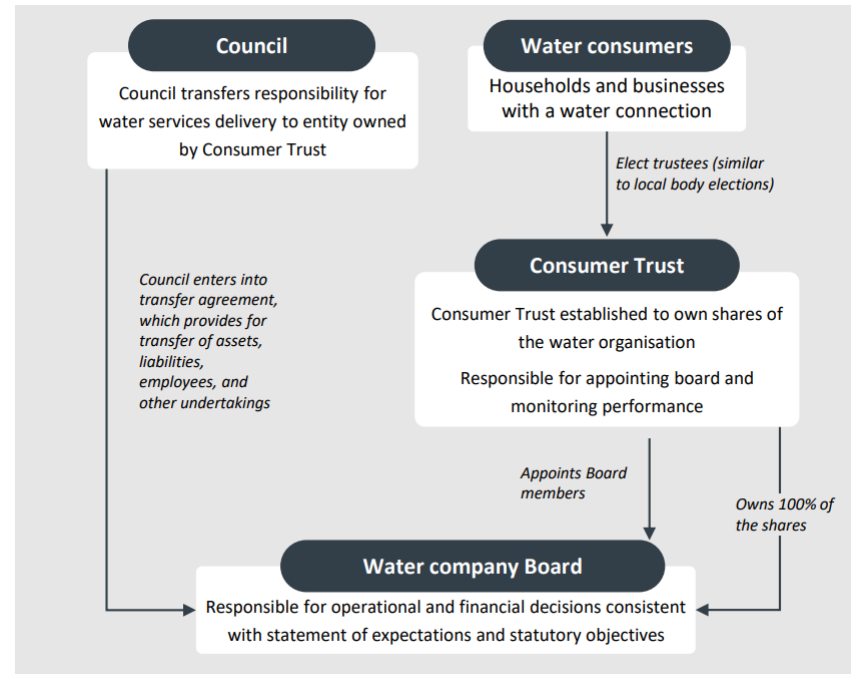 Council
Council transfers responsibility for
water services delivery to entity owned
by Consumer Trust
Water consumers
Households and businesses
with a water connection
Elect trustees (similar
to local body elections)
Consumer Trust
Consumer Trust established to own shares of
the water organisation
Responsible for appointing board and
monitoring performance
Council enters into
transfer agreement,
which provides for
transfer of assets,
liabilities,
employees, and
other undertakings
Appoints Board
members
Owns 100% of
the shares
Water company Board
Responsible for operational and financial decisions consistent
with statement of expectations and statutory objectives